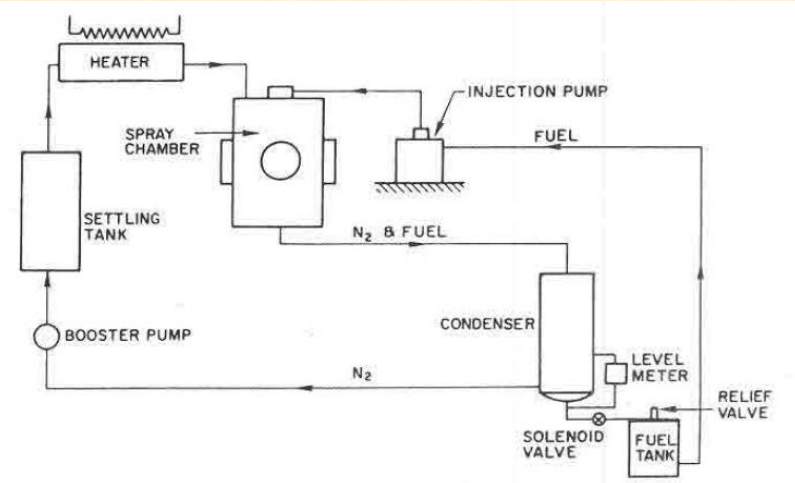 HEATER
INJECTION PUMP
SPRAY
CHAMBER
FUEL
SETTLING
TANK
N₂ & FUEL
CONDENSER
BOOSTER PUMP
LEVEL
METER
N₂
RELIEF
VALVE
SOLENOID
VALVE
FUEL
TANK